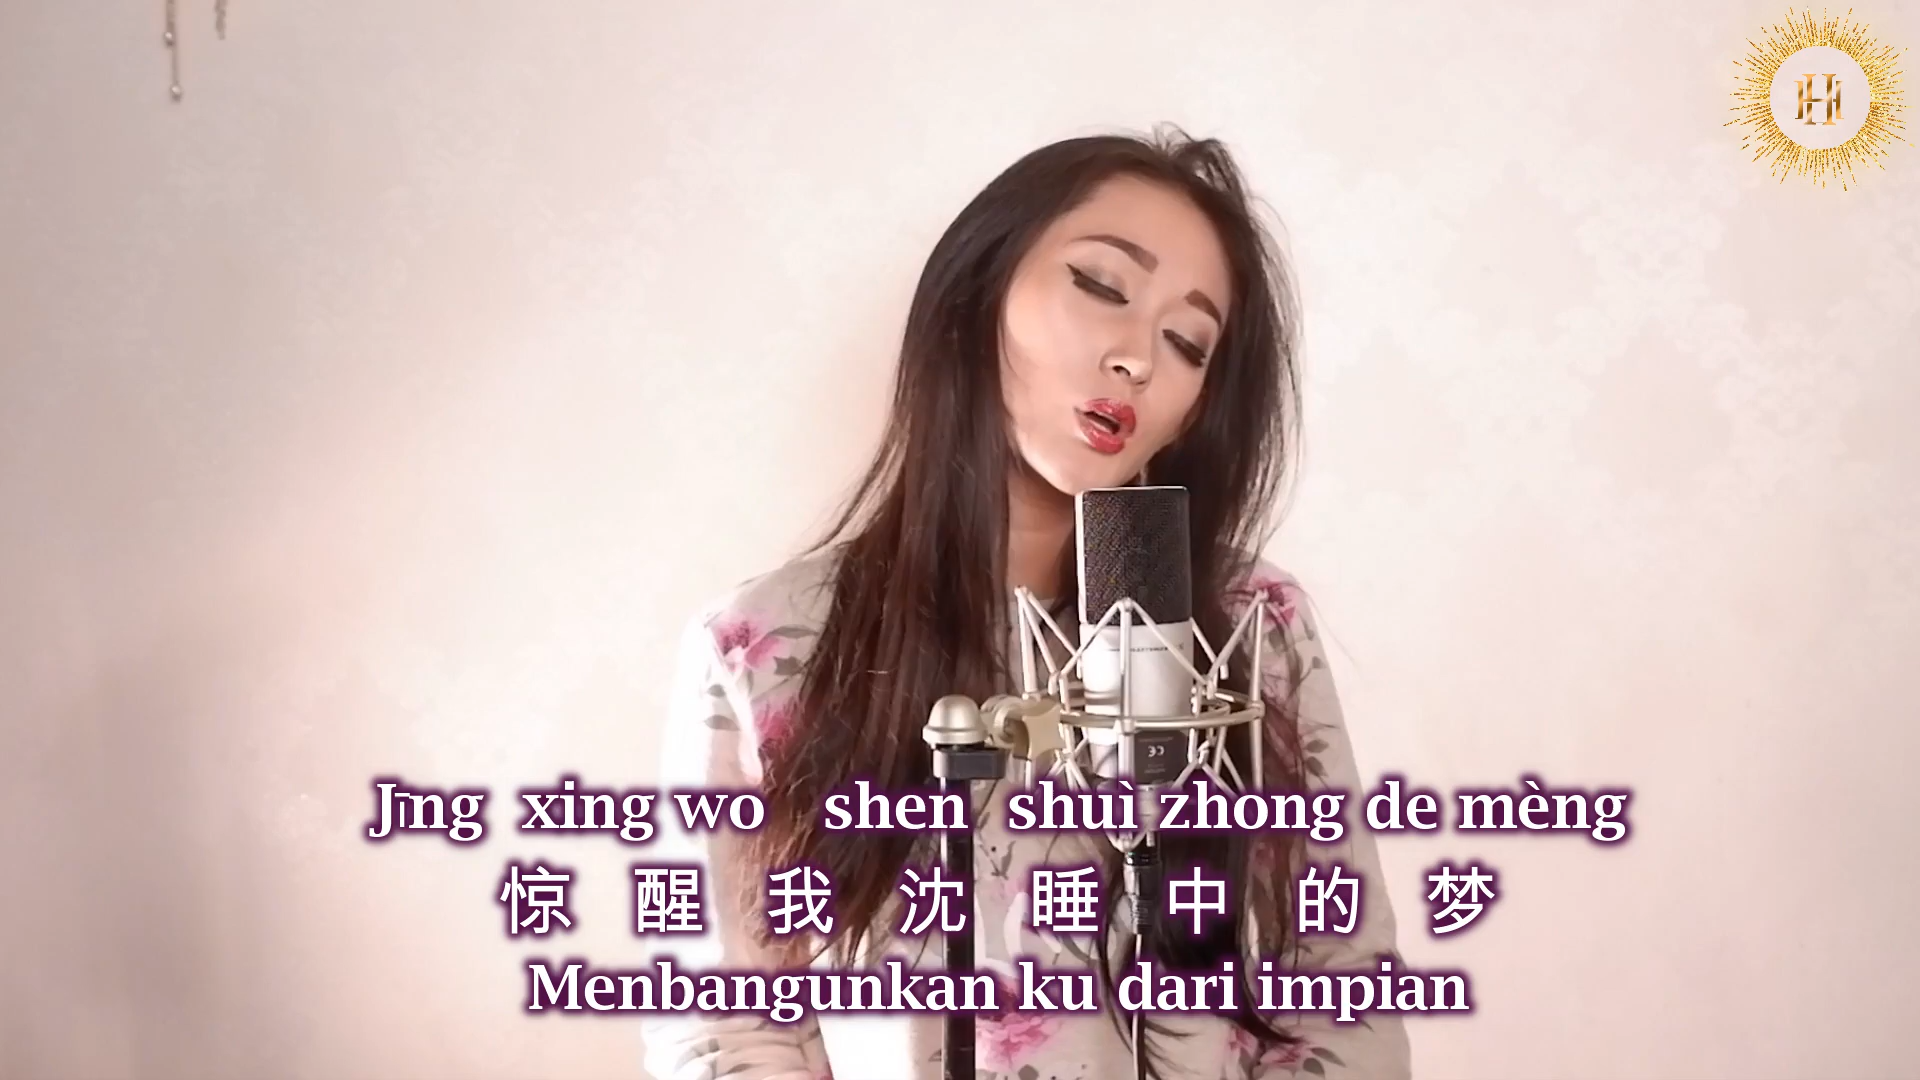 H
Jīng xing wo shen shuì zhong de mèng
惊 醒 我 沈 睡 中 的 梦
Menbangunkan ku dari impian
CE